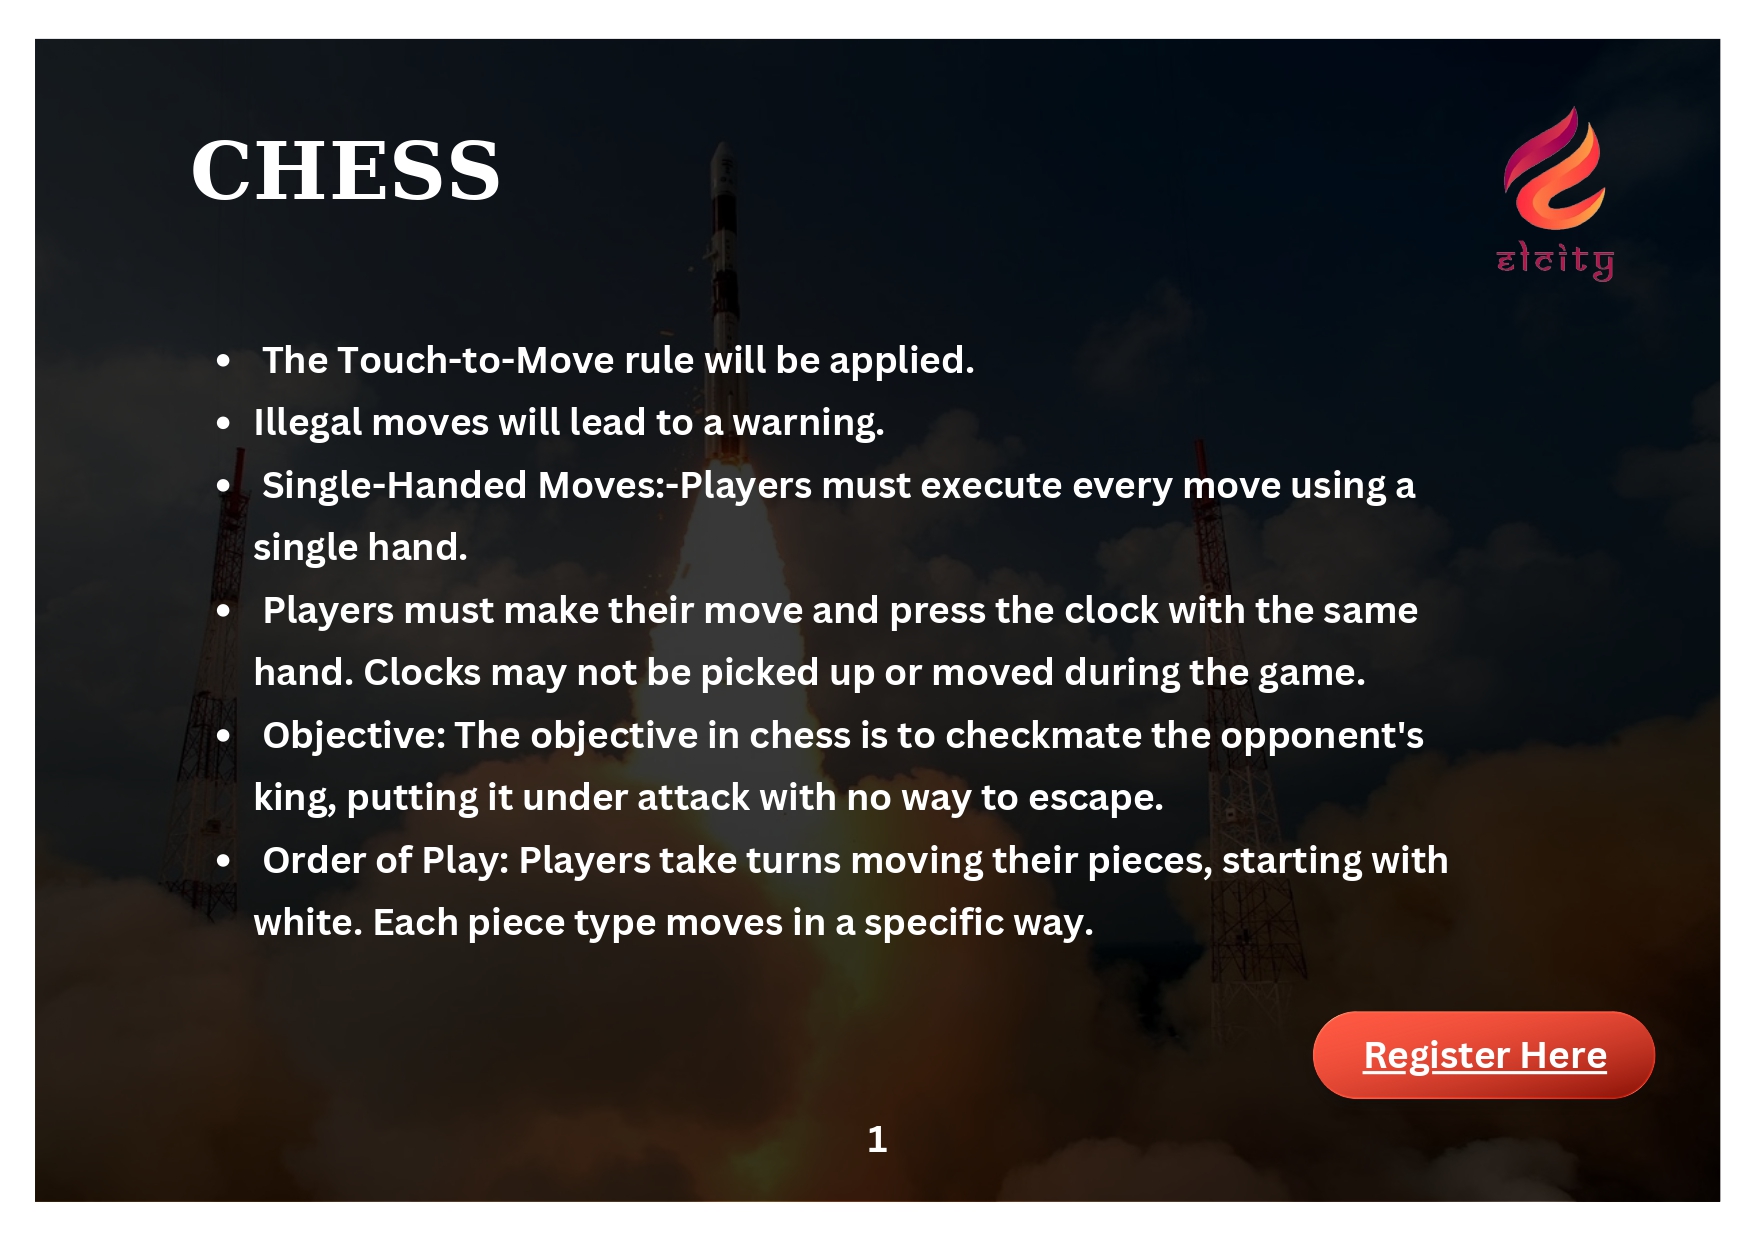 CHESS
elcity
• The Touch-to-Move rule will be applied.
• Illegal moves will lead to a warning.
• Single-Handed Moves:-Players must execute every move using a
single hand.
• Players must make their move and press the clock with the same
hand. Clocks may not be picked up or moved during the game.
• Objective: The objective in chess is to checkmate the opponent's
king, putting it under attack with no way to escape.
• Order of Play: Players take turns moving their pieces, starting with
white. Each piece type moves in a specific way.
Register Here
1